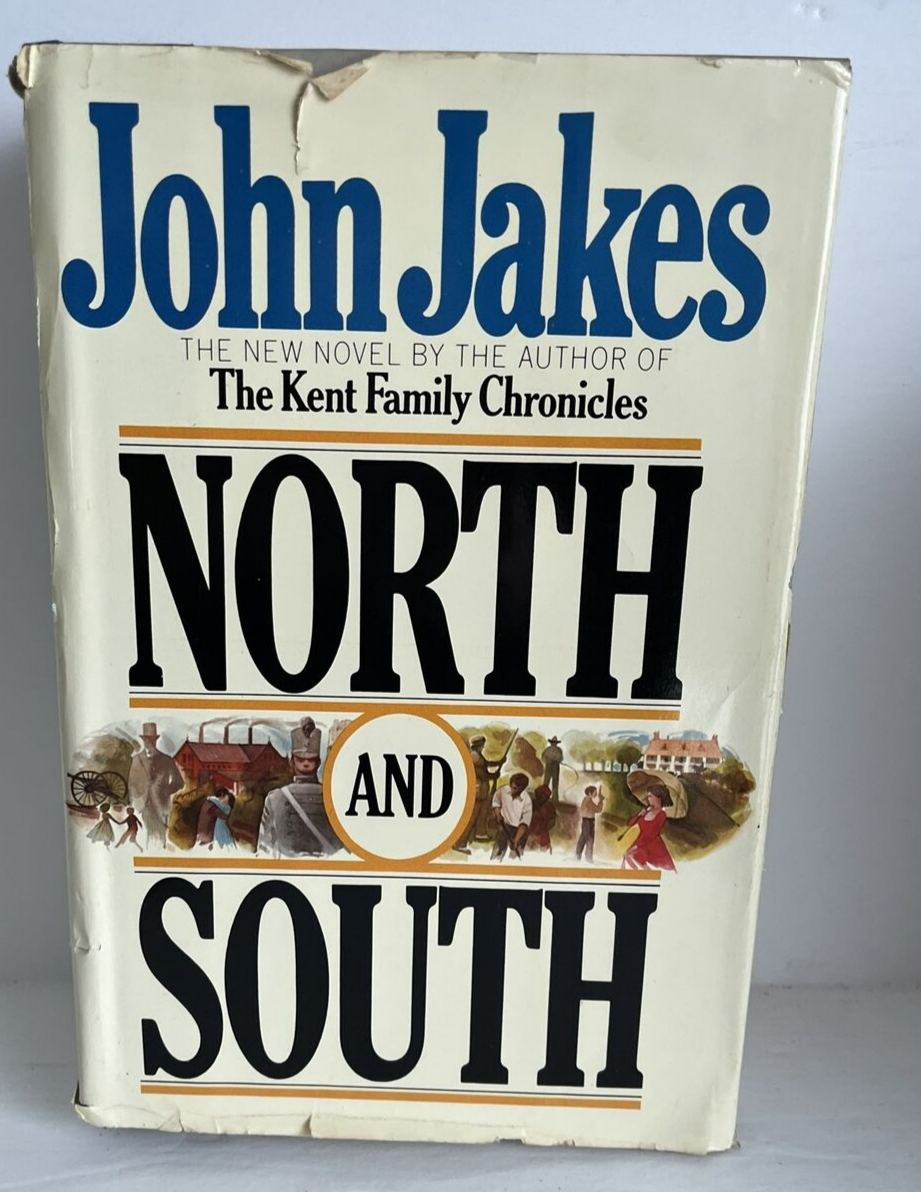 John Jakes
THE NEW NOVEL BY THE AUTHOR OF
The Kent Family Chronicles
NORTH
AND
SOUTH